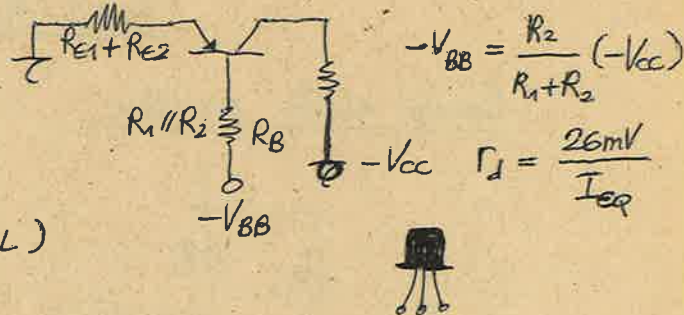 RE1 + RE2
-VBB = R2 / (R1 + R2) (-Vcc)
R1 // R2 RB
-VCC
rd = 26mV / IEQ
-VBB
L )